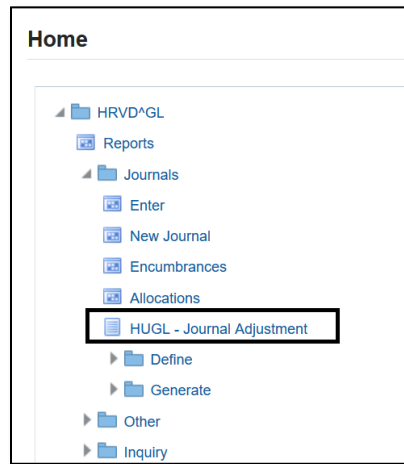 Home
HRVD^GL
Reports
Journals
Enter
New Journal
Encumbrances
Allocations
HUGL - Journal Adjustment
Define
Generate
Other
Inquiry